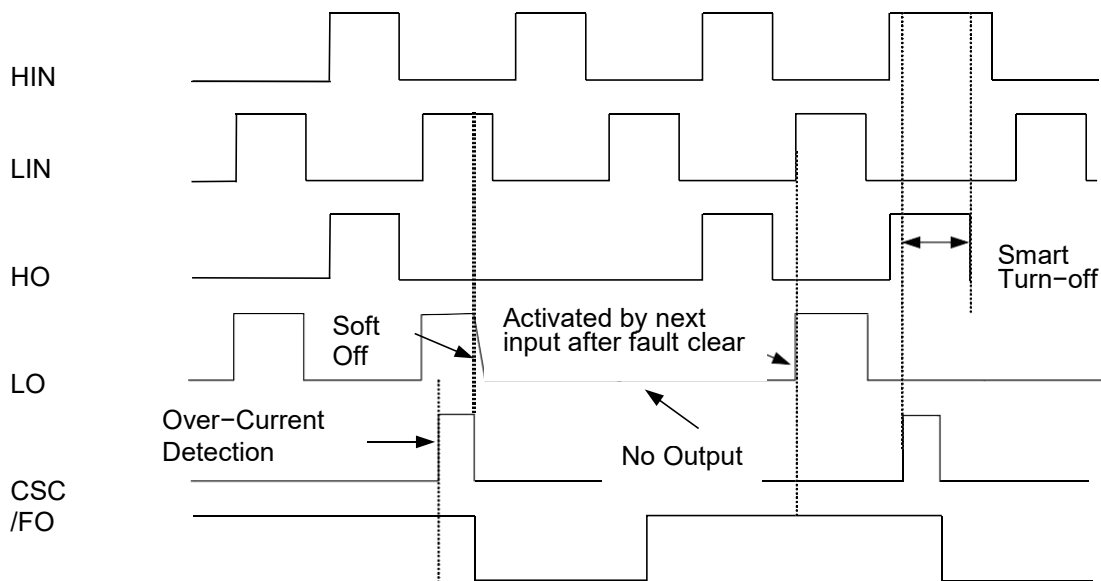 HIN
LIN
HO
Smart
Turn−off
Soft
Off
Activated by next
input after fault clear
LO
Over−Current
Detection
No Output
CSC
/FO